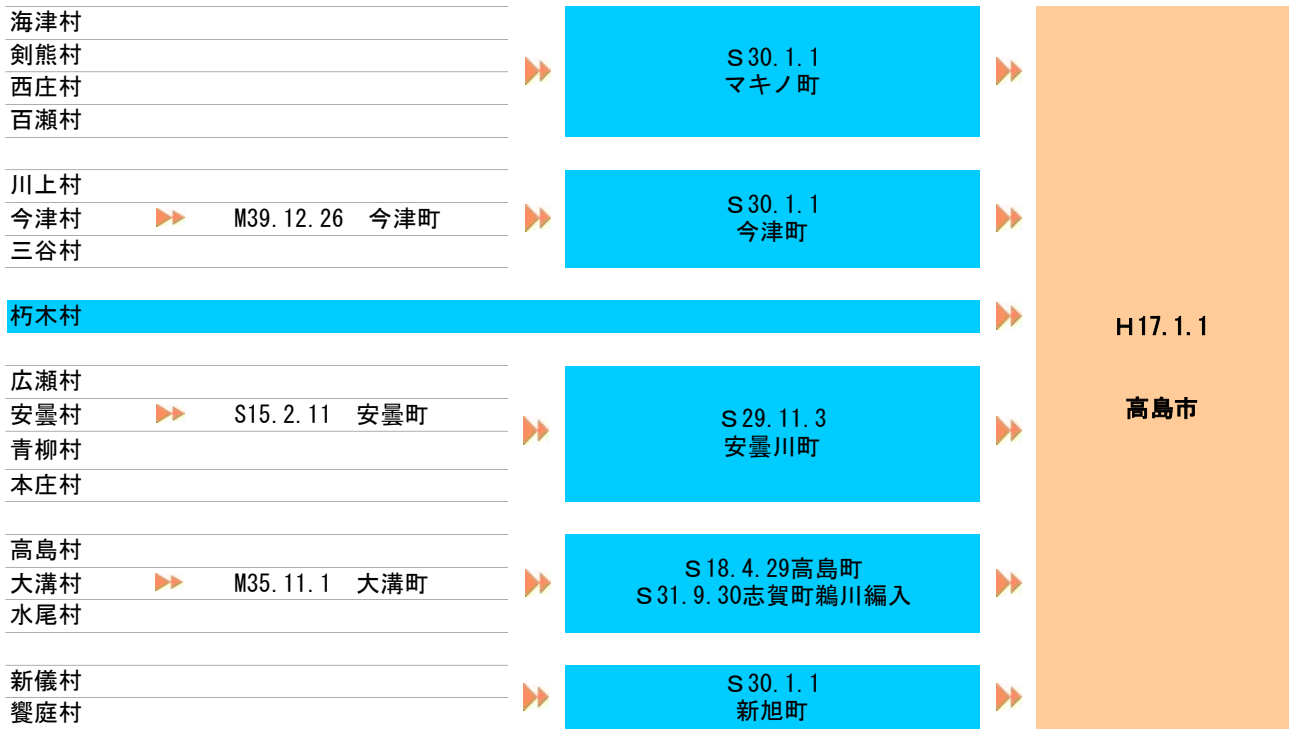 海津村
剣熊村
西庄村
百瀬村
S30.1.1
マキノ町
川上村
今津村 M39.12.26 今津町
三谷村
S30.1.1
今津町
朽木村
広瀬村
安曇村 S15.2.11 安曇町
青柳村
本庄村
S29.11.3
安曇川町
高島村
大溝村 M35.11.1 大溝町
水尾村
S18.4.29高島町
S31.9.30志賀町鵜川編入
新儀村
饗庭村
S30.1.1
新旭町
H17.1.1
高島市